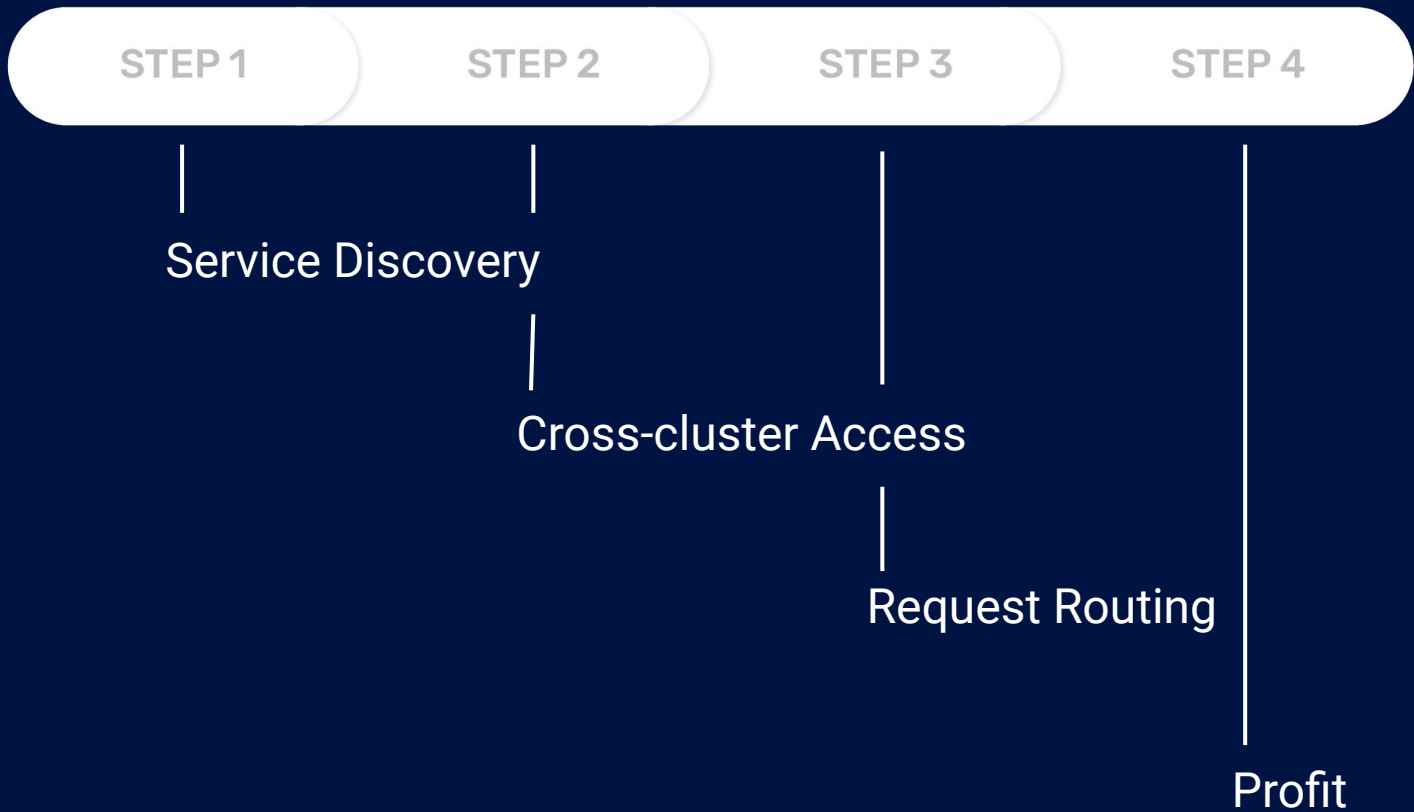 STEP 1
STEP 2
STEP 3
STEP 4
Service Discovery
Cross-cluster Access
Request Routing
Profit